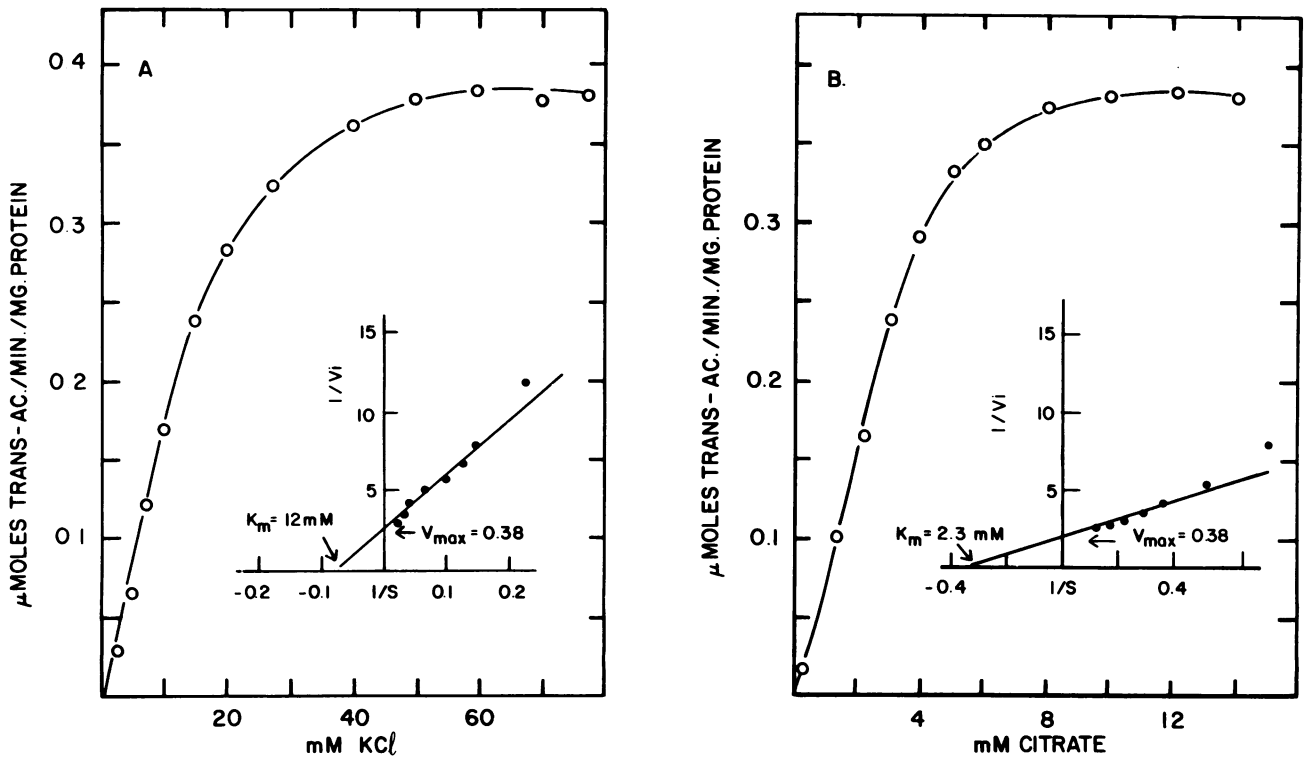 A
0 4
0 3
0 2
0 1
μMOLES TRANS-AC./MIN./MG. PROTEIN
20
40
60
mM KCl
15
10
5
1/Vi
Km= 12mM
Vmax = 0.38
-0.2
-0.1
1/S
0.1
0.2
B.
0.3
0.2
0.1
μMOLES TRANS-AC./MIN./MG. PROTEIN
4
8
12
mM CITRATE
15
10
5
1/Vi
Km = 2.3 mM
Vmax = 0.38
-0.4
1/S
0.4